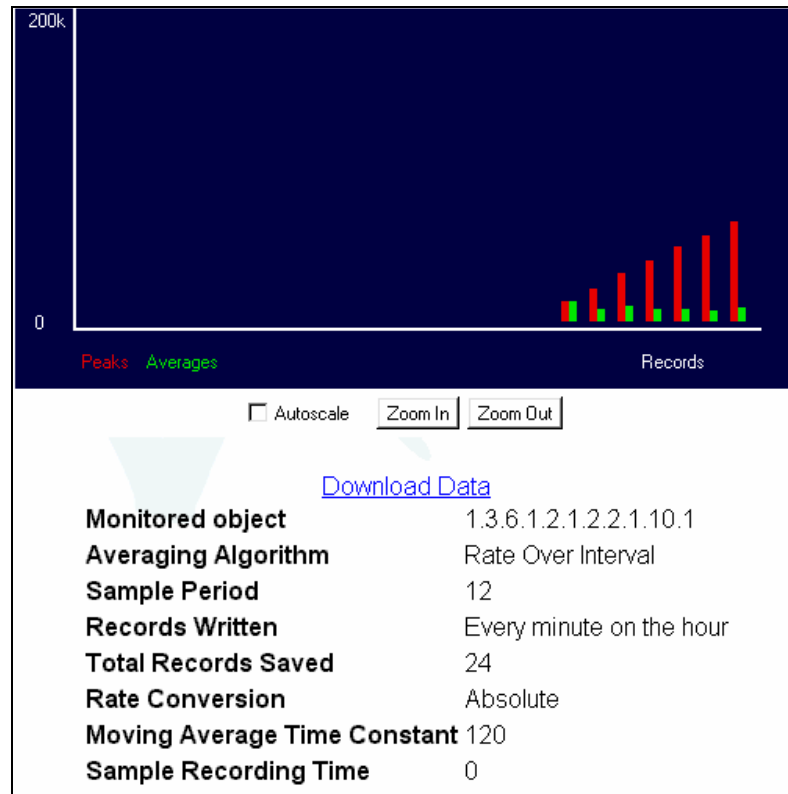 200k
0
Peaks Averages Records
Autoscale Zoom In Zoom Out
Download Data
Monitored object 1.3.6.1.2.1.2.2.1.10.1
Averaging Algorithm Rate Over Interval
Sample Period 12
Records Written Every minute on the hour
Total Records Saved 24
Rate Conversion Absolute
Moving Average Time Constant 120
Sample Recording Time 0